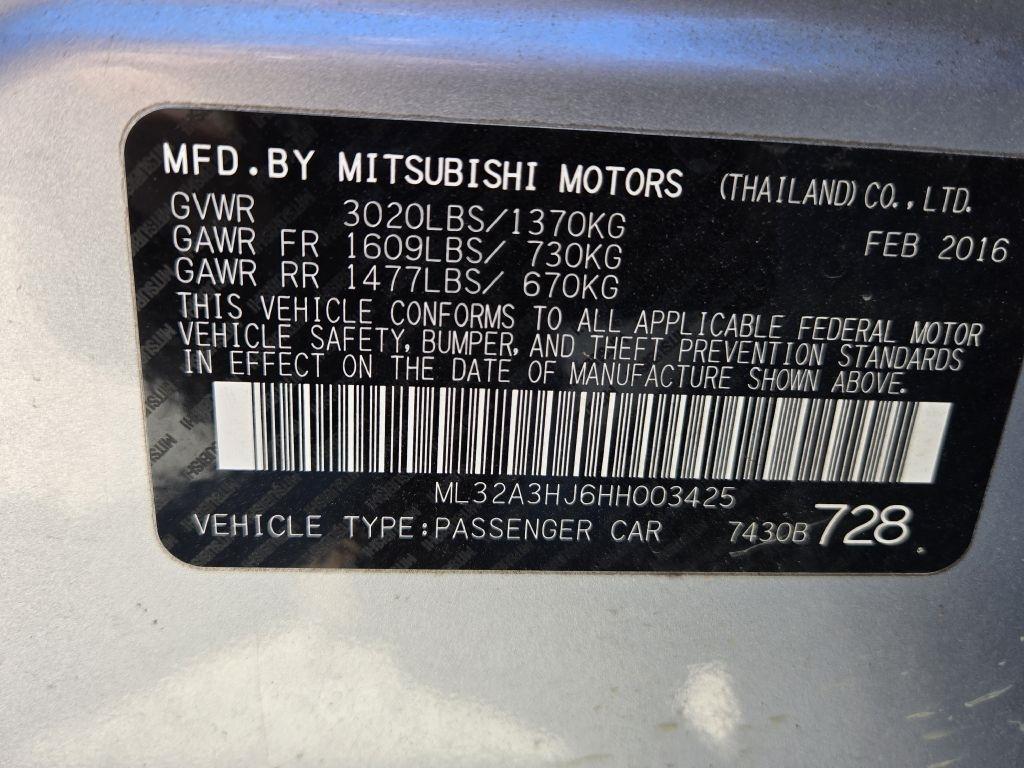 MFD.BY MITSUBISHI MOTORS (THAILAND)CO.,LTD.
GVWR 3020LBS/1370KG
FEB 2016
GAWR FR 1609LBS/ 730KG
GAWR RR 1477LBS/ 670KG
THIS VEHICLE CONFORMS TO ALL APPLICABLE FEDERAL MOTOR
VEHICLE SAFETY, BUMPER, AND THEFT PREVENTION STANDARDS
IN EFFECT ON THE DATE OF MANUFACTURE SHOWN ABOVE.
ML32A3HJ6HH003425
VEHICLE TYPE:PASSENGER CAR 7430B 728